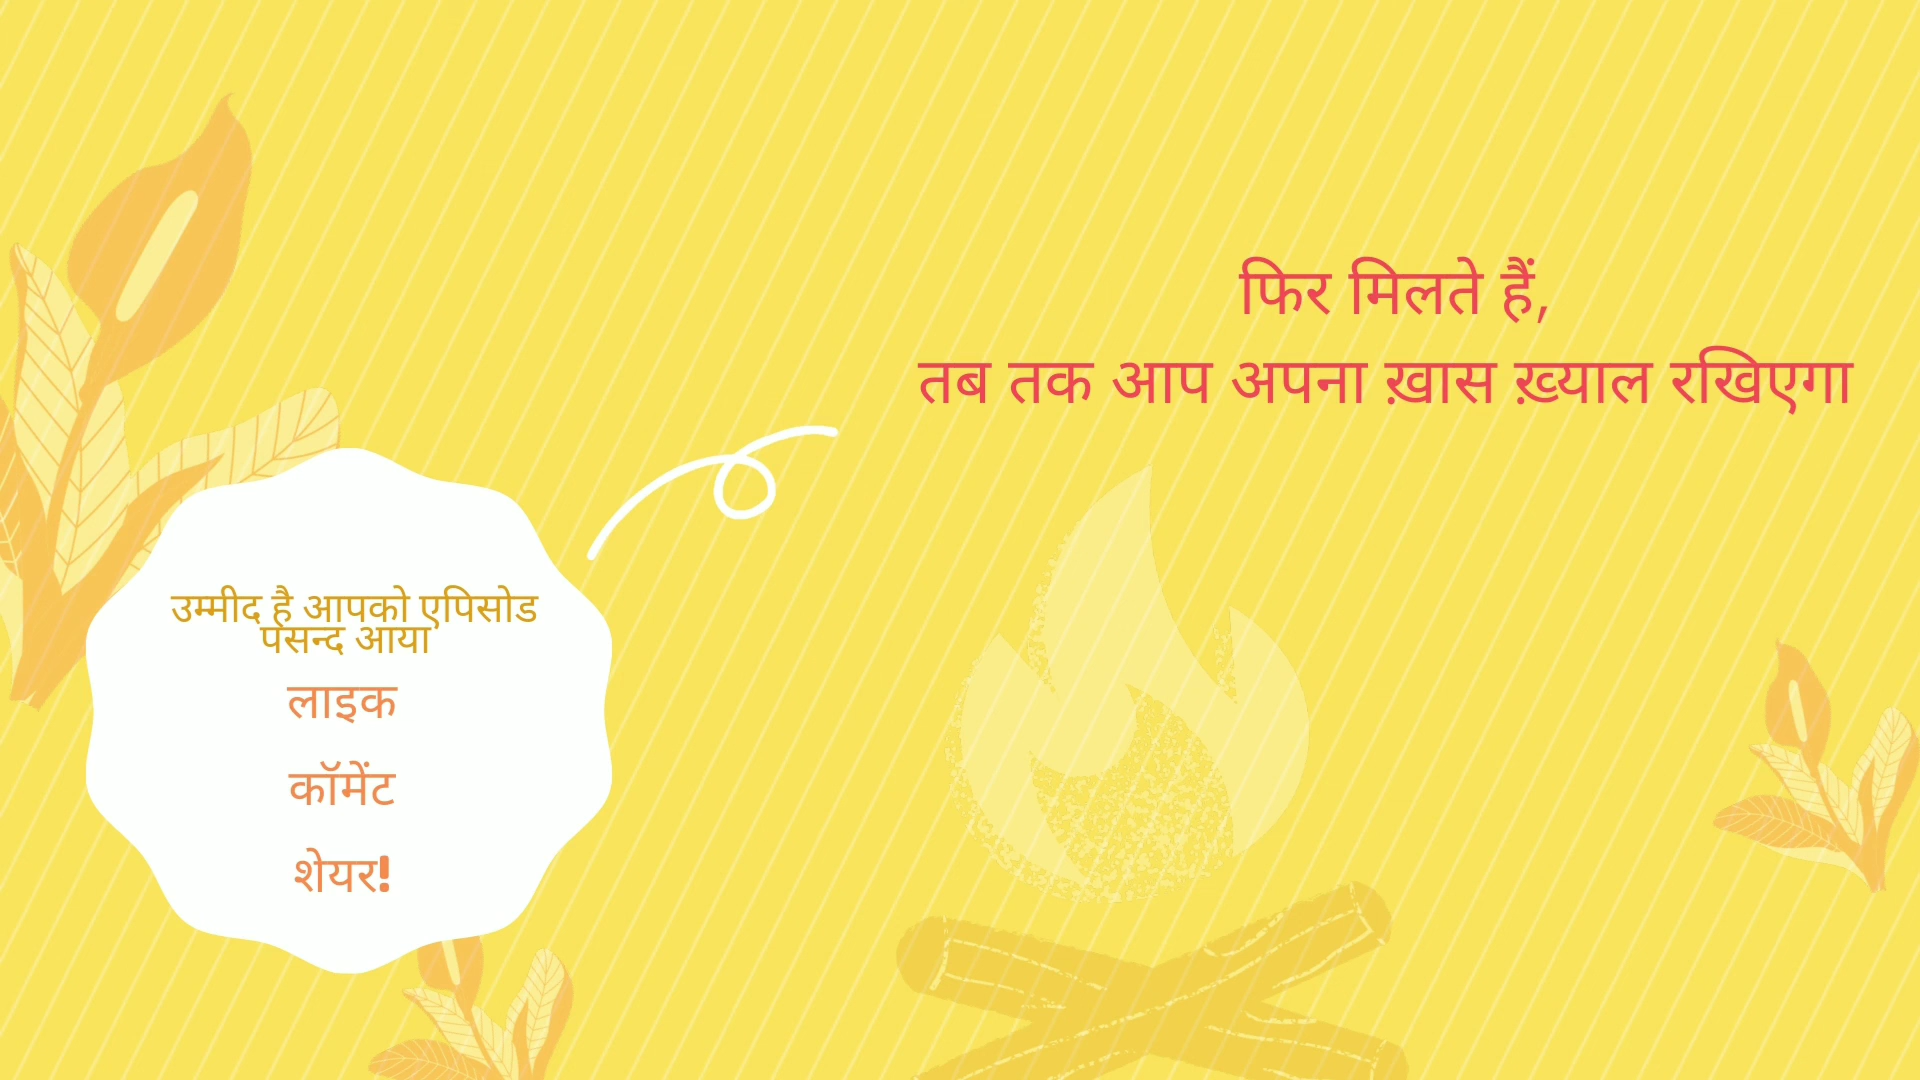 फिर मिलते हैं,
तब तक आप अपना ख़ास ख़्याल रखिएगा
उम्मीद है आपको एपिसोड
पसन्द आया
लाइक
कॉमेंट
शेयर!